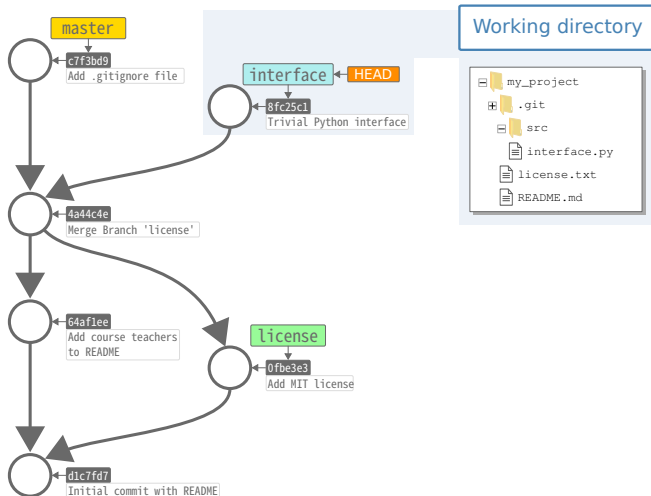 master
c7f3bd9
Add .gitignore file
interface
HEAD
8fc25c1
Trivial Python interface
Working directory
my_project
.git
src
interface.py
license.txt
README.md
4a44c4e
Merge Branch 'license'
64af1ee
Add course teachers
to README
license
0fbe3e3
Add MIT license
d1c7fd7
Initial commit with README